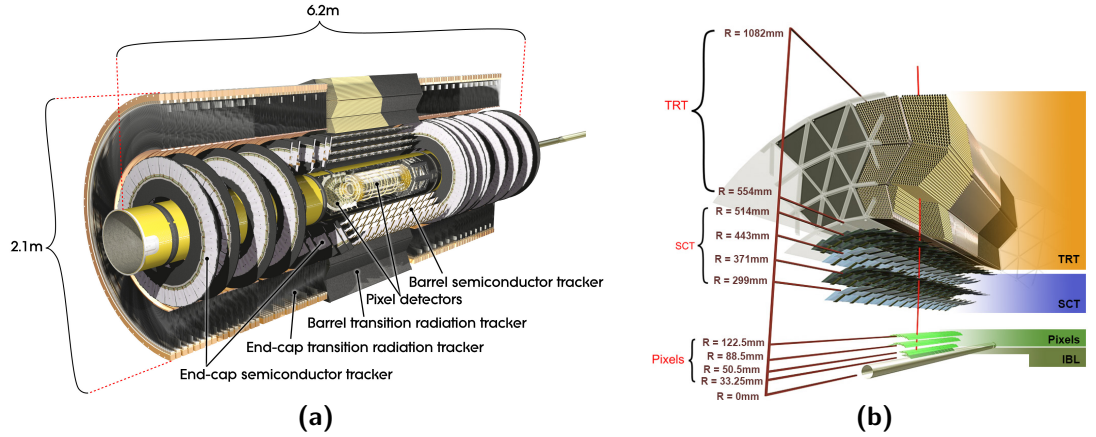 6.2m
2.1m
Barrel semiconductor tracker
Pixel detectors
Barrel transition radiation tracker
End-cap transition radiation tracker
End-cap semiconductor tracker
(a)
R = 1082mm
TRT
R = 554mm
R = 514mm
R = 443mm
SCT
R = 371mm
R = 299mm
R = 122.5mm
R = 88.5mm
Pixels
R = 50.5mm
R = 33.25mm
R = 0mm
TRT
SCT
Pixels
IBL
(b)